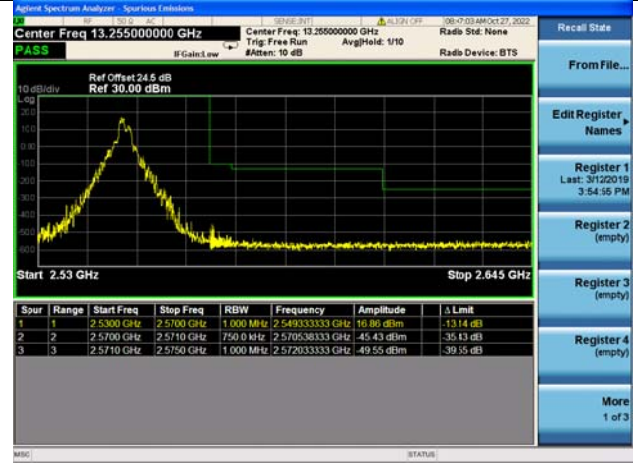 Agilent Spectrum Analyzer - Spurious Emissions
RF 50 Ω AC SENSE:INT ALIGN OFF 08:47:03 AM Oct 27, 2022
Center Freq 13.255000000 GHz Center Freq: 13.255000000 GHz Radio Std: None
PASS IFGain:Low Trig: Free Run Avg|Hold: 1/10
#Atten: 10 dB Radio Device: BTS
Ref Offset 24.5 dB
10 dB/div Ref 30.00 dBm
Log
20.0
10.0
0.00
-10.0
-20.0
-30.0
-40.0
-50.0
-60.0
Start 2.53 GHz Stop 2.645 GHz
Spur Range Start Freq Stop Freq RBW Frequency Amplitude Δ Limit
1 1 2.5300 GHz 2.5700 GHz 1.000 MHz 2.549333333 GHz 16.86 dBm -13.14 dB
2 2 2.5700 GHz 2.5710 GHz 750.0 kHz 2.570538333 GHz -45.43 dBm -35.43 dB
3 3 2.5710 GHz 2.5750 GHz 1.000 MHz 2.572033333 GHz -49.55 dBm -39.55 dB
MSG STATUS
Recall State
From File...
Edit Register Names
Register 1
Last: 3/12/2019
3:54:55 PM
Register 2
(empty)
Register 3
(empty)
Register 4
(empty)
More
1 of 3